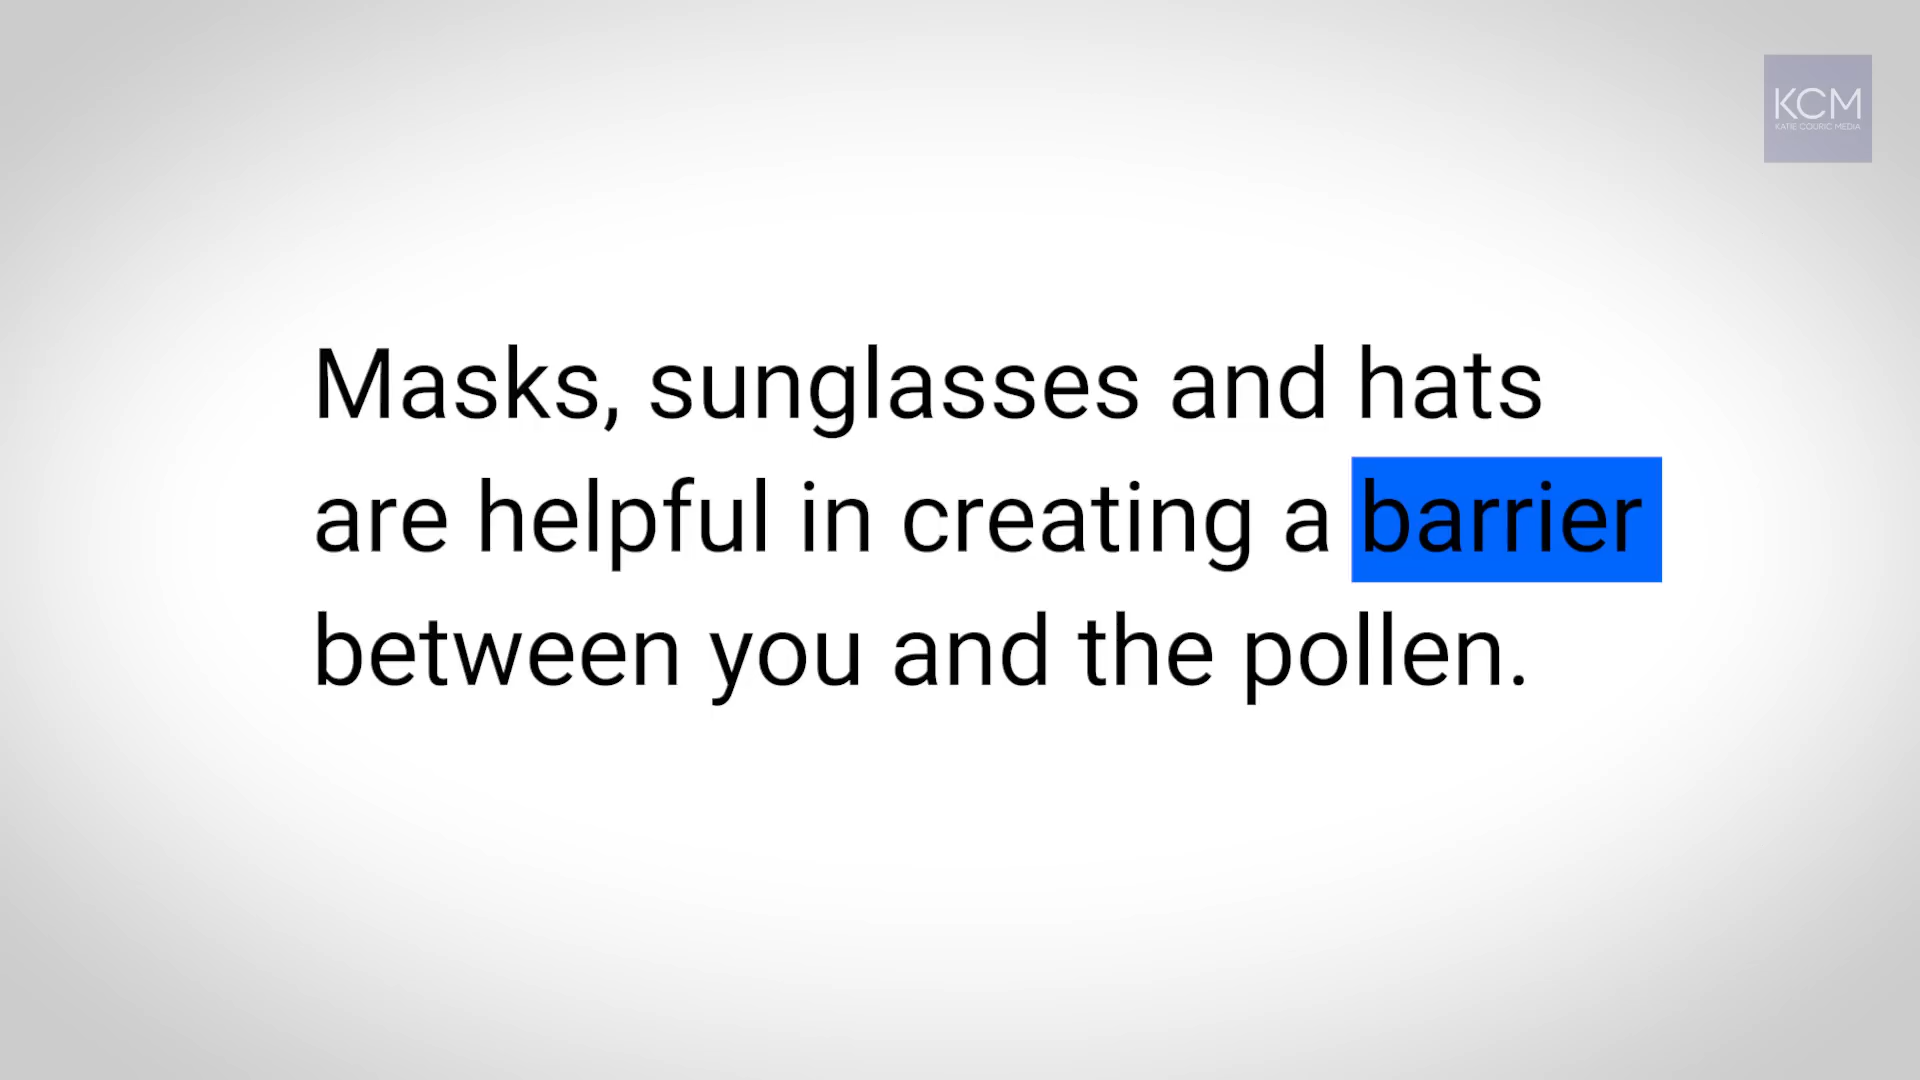 KCM
KATIE COURIC MEDIA
Masks, sunglasses and hats
are helpful in creating a barrier
between you and the pollen.